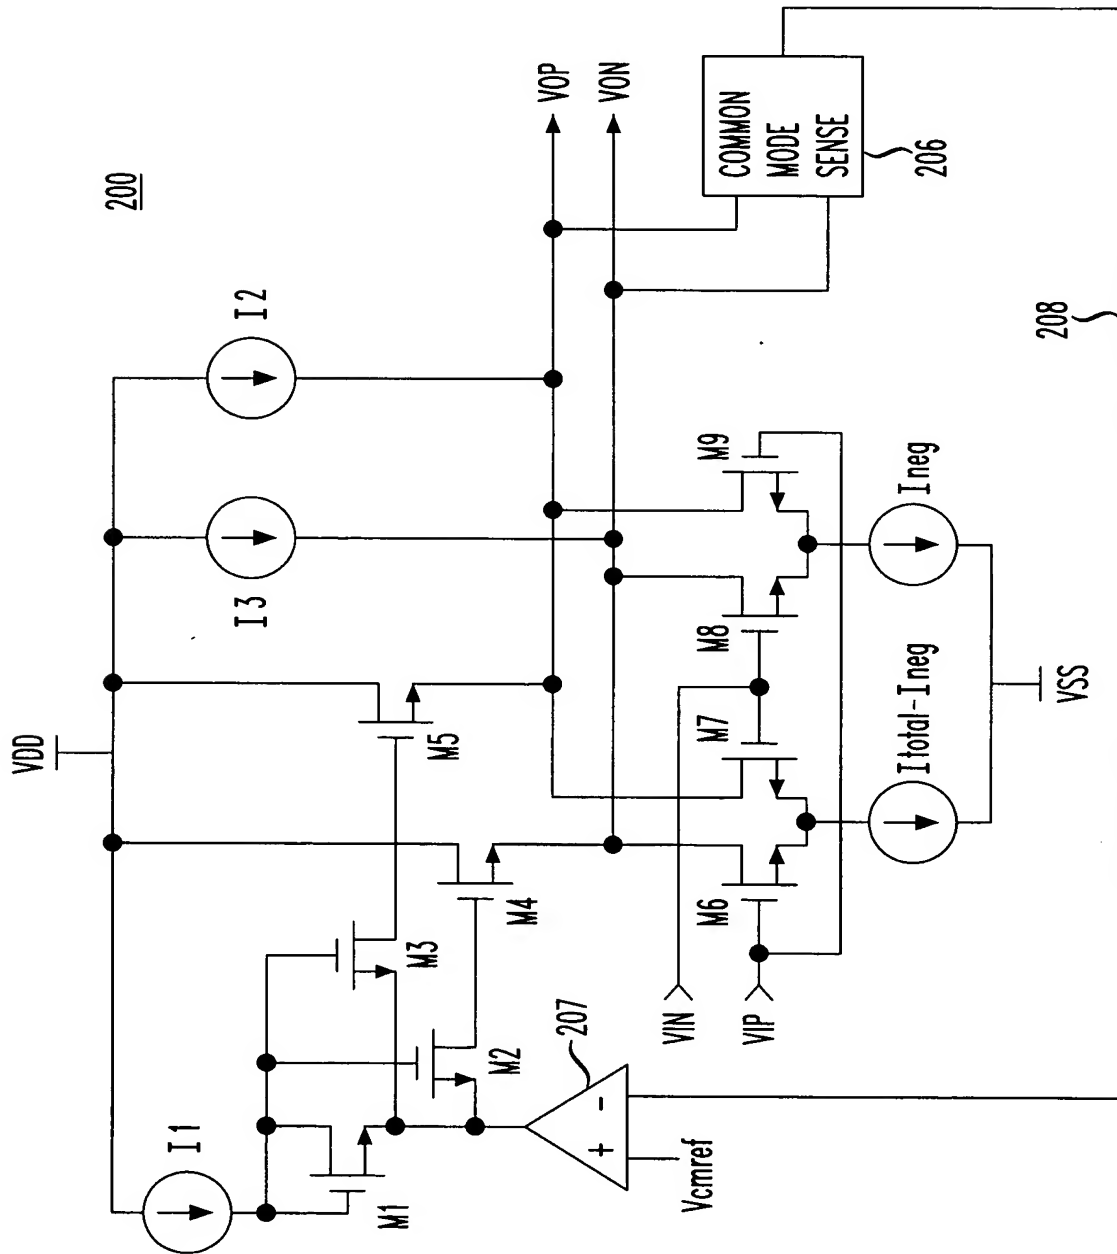 200
VDD
I1
I3
I2
VOP
VON
M1
M3
M2
M4
M5
207
+
-
Vcmref
VIN
VIP
M6
M7
M8
M9
Itotal-Ineg
Ineg
VSS
COMMON
MODE
SENSE
206
208